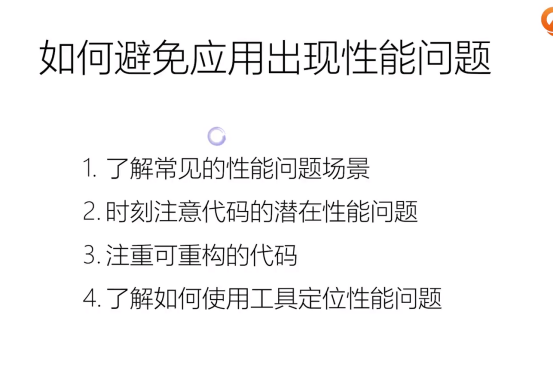 如何避免应用出现性能问题
1. 了解常见的性能问题场景
2. 时刻注意代码的潜在性能问题
3. 注重可重构的代码
4. 了解如何使用工具定位性能问题